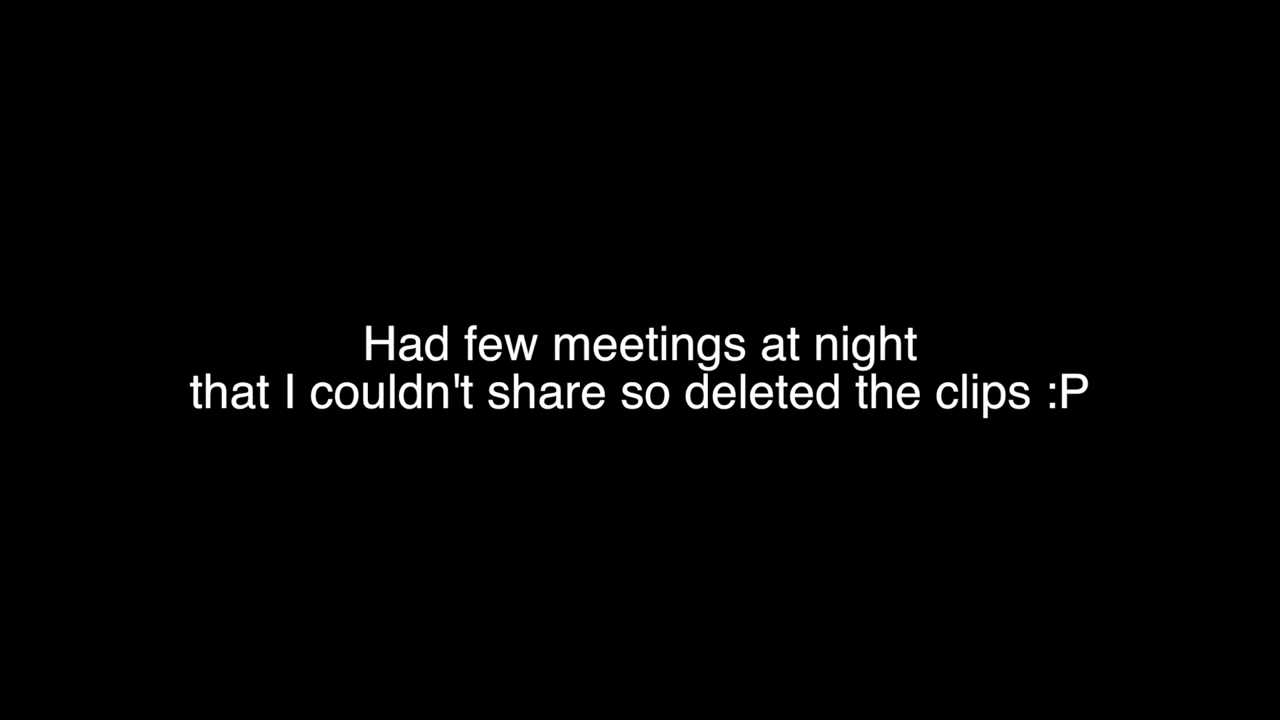 Had few meetings at night
that I couldn't share so deleted the clips :P